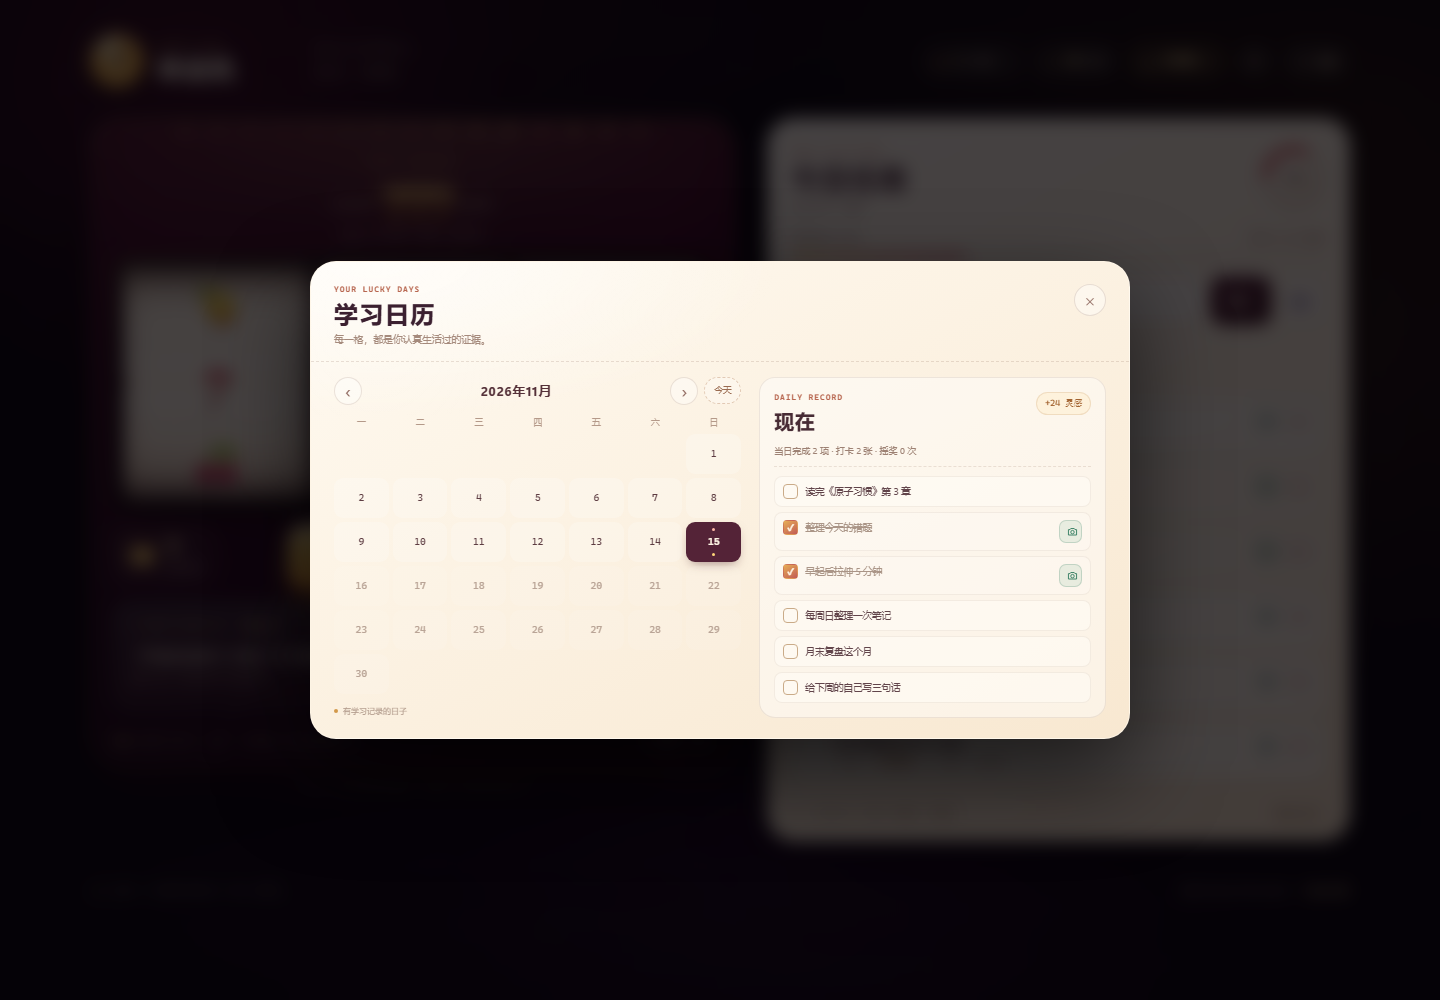 YOUR LUCKY DAYS
学习日历
每一格，都是你认真生活过的证据。
×
‹ 2026年11月 › 今天
一 二 三 四 五 六 日
1
2 3 4 5 6 7 8
9 10 11 12 13 14 15
16 17 18 19 20 21 22
23 24 25 26 27 28 29
30
有学习记录的日子
DAILY RECORD
+24 灵感
现在
当日完成 2 项 · 打卡 2 张 · 摇奖 0 次
读完《原子习惯》第 3 章
整理今天的错题
早起后拉伸 5 分钟
每周日整理一次笔记
月末复盘这个月
给下周的自己写三句话